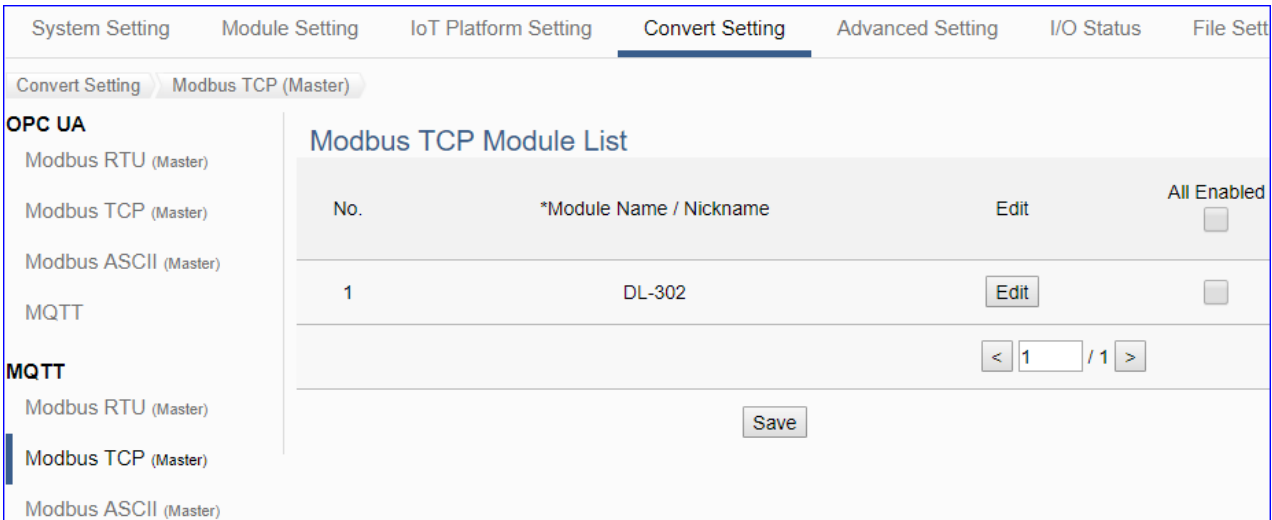 System Setting Module Setting IoT Platform Setting Convert Setting Advanced Setting I/O Status File Sett
Convert Setting Modbus TCP (Master)
OPC UA
Modbus RTU (Master)
Modbus TCP (Master)
Modbus ASCII (Master)
MQTT
MQTT
Modbus RTU (Master)
Modbus TCP (Master)
Modbus ASCII (Master)
Modbus TCP Module List
No. *Module Name / Nickname Edit All Enabled
1 DL-302 Edit
< 1 / 1 >
Save